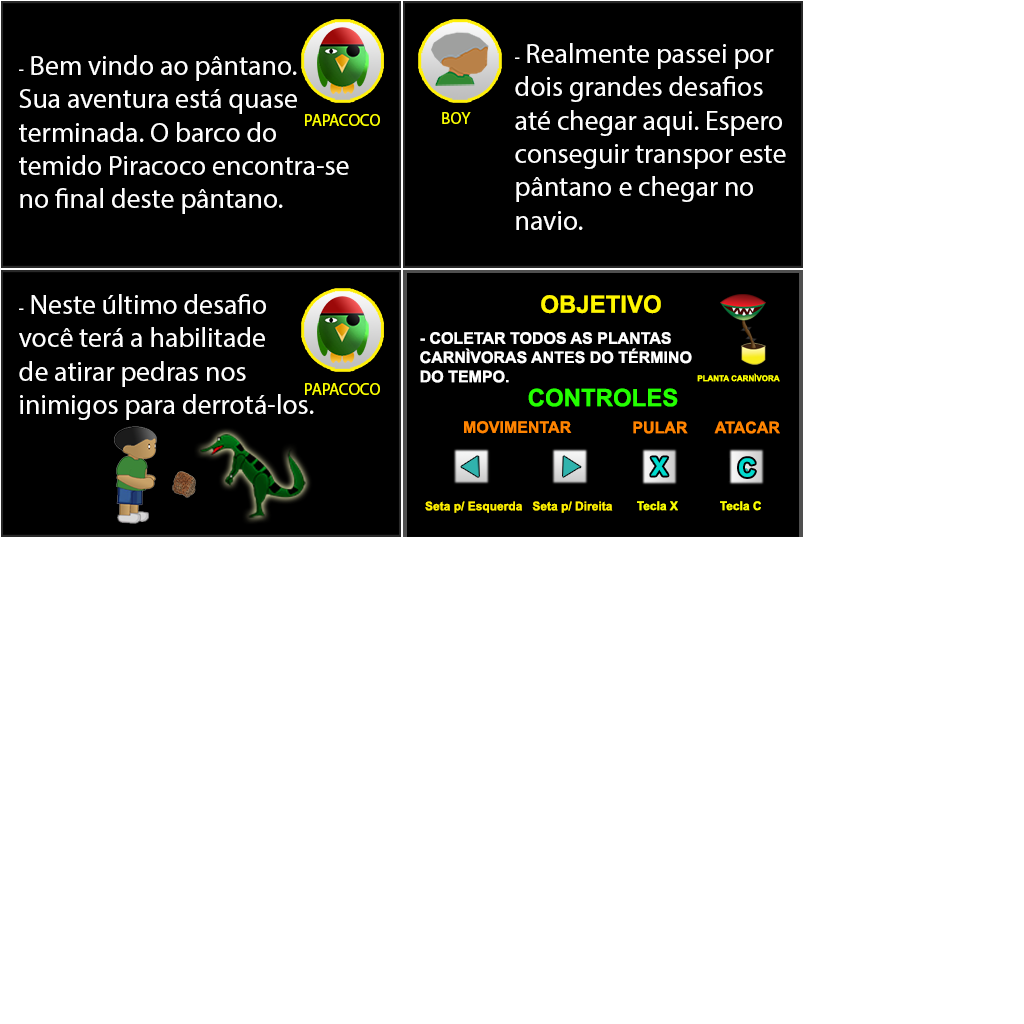 - Bem vindo ao pântano.
Sua aventura está quase
terminada. O barco do
temido Piracoco encontra-se
no final deste pântano.
PAPACOCO
BOY
- Realmente passei por
dois grandes desafios
até chegar aqui. Espero
conseguir transpor este
pântano e chegar no
navio.
- Neste último desafio
você terá a habilitade
de atirar pedras nos
inimigos para derrotá-los.
PAPACOCO
OBJETIVO
- COLETAR TODOS AS PLANTAS
CARNÌVORAS ANTES DO TÉRMINO
DO TEMPO.
PLANTA CARNÌVORA
CONTROLES
MOVIMENTAR PULAR ATACAR
X C
Seta p/ Esquerda Seta p/ Direita Tecla X Tecla C